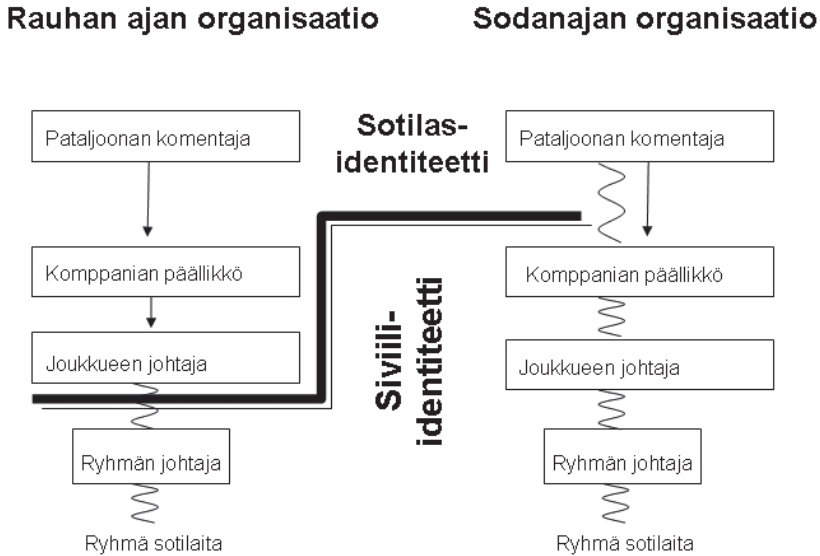 Rauhan ajan organisaatio
Sodanajan organisaatio
Pataljoonan komentaja
Komppanian päällikkö
Joukkueen johtaja
Ryhmän johtaja
Ryhmä sotilaita
Sotilas-
identiteetti
Siviili-
identiteetti
Pataljoonan komentaja
Komppanian päällikkö
Joukkueen johtaja
Ryhmän johtaja
Ryhmä sotilaita